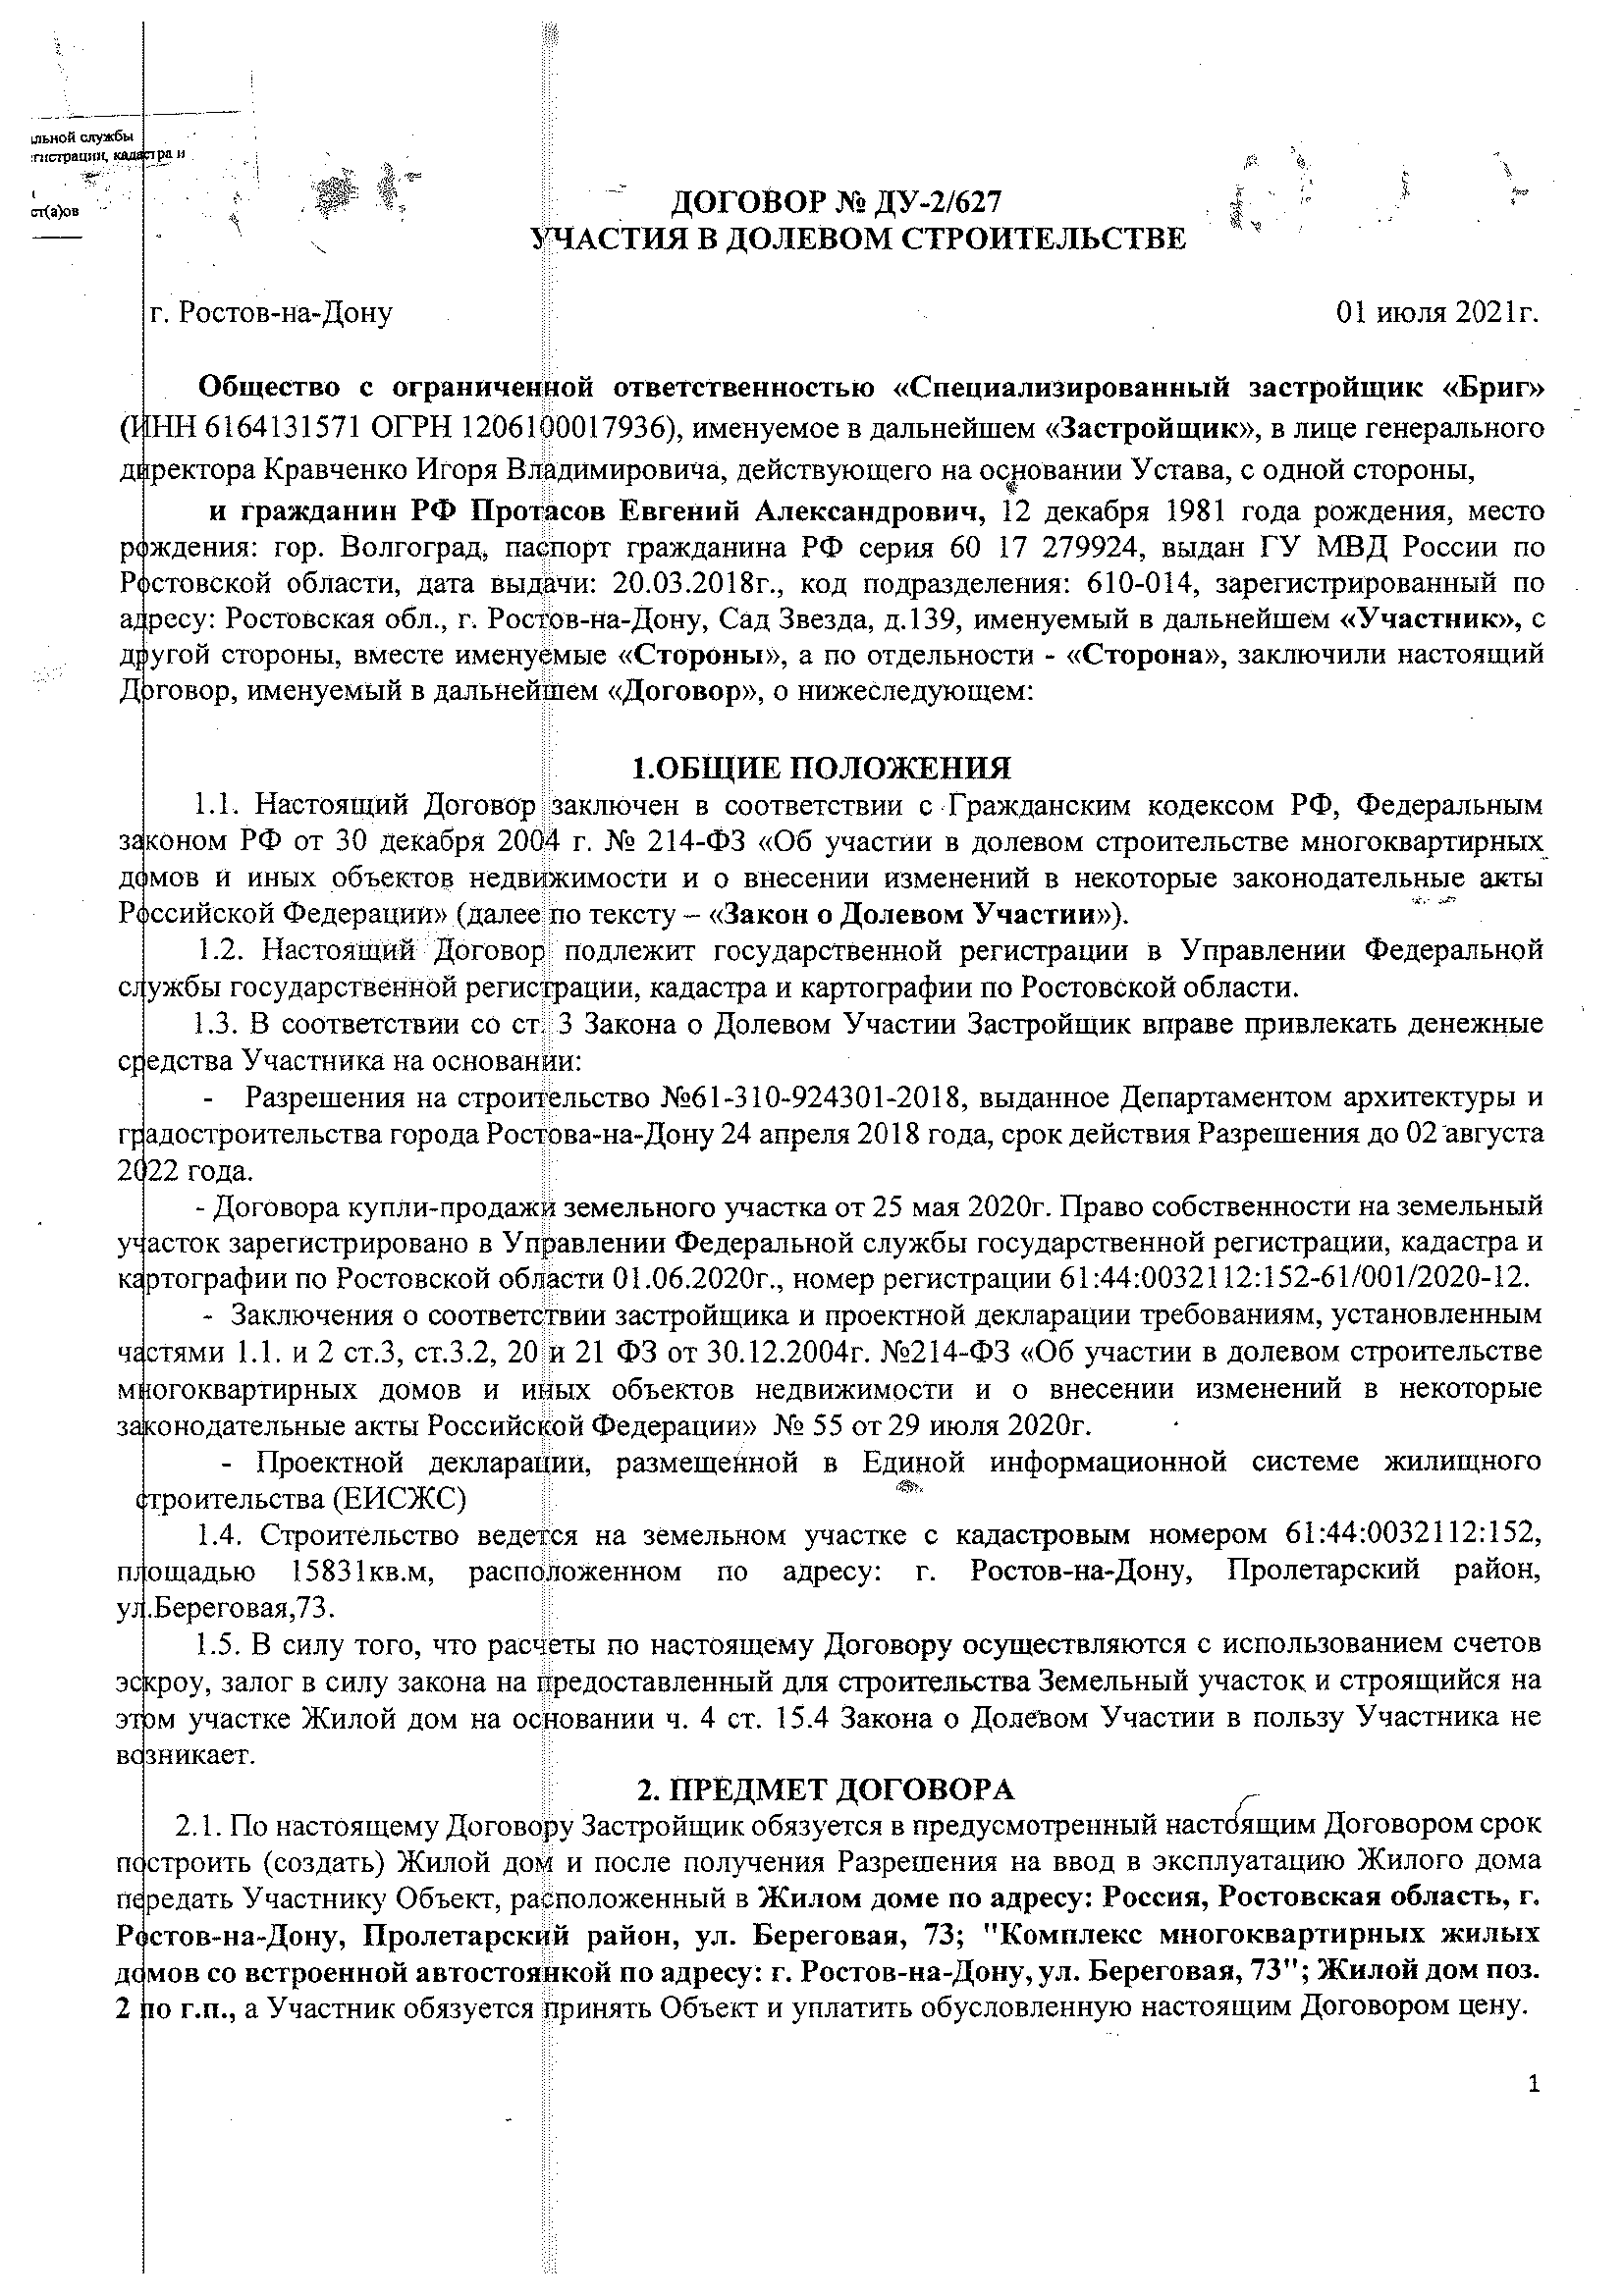 льной службы
гистрации, кадастра и
ст(а)ов
ДОГОВОР № ДУ-2/627
УЧАСТИЯ В ДОЛЕВОМ СТРОИТЕЛЬСТВЕ
г. Ростов-на-Дону 01 июля 2021г.
Общество с ограниченной ответственностью «Специализированный застройщик «Бриг»
(ИНН 6164131571 ОГРН 1206100017936), именуемое в дальнейшем «Застройщик», в лице генерального
директора Кравченко Игоря Владимировича, действующего на основании Устава, с одной стороны,
и гражданин РФ Протасов Евгений Александрович, 12 декабря 1981 года рождения, место
рождения: гор. Волгоград, паспорт гражданина РФ серия 60 17 279924, выдан ГУ МВД России по
Ростовской области, дата выдачи: 20.03.2018г., код подразделения: 610-014, зарегистрированный по
адресу: Ростовская обл., г. Ростов-на-Дону, Сад Звезда, д.139, именуемый в дальнейшем «Участник», с
другой стороны, вместе именуемые «Стороны», а по отдельности - «Сторона», заключили настоящий
Договор, именуемый в дальнейшем «Договор», о нижеследующем:
1.ОБЩИЕ ПОЛОЖЕНИЯ
1.1. Настоящий Договор заключен в соответствии с Гражданским кодексом РФ, Федеральным
законом РФ от 30 декабря 2004 г. № 214-ФЗ «Об участии в долевом строительстве многоквартирных
домов и иных объектов недвижимости и о внесении изменений в некоторые законодательные акты
Российской Федерации» (далее по тексту – «Закон о Долевом Участии»).
1.2. Настоящий Договор подлежит государственной регистрации в Управлении Федеральной
службы государственной регистрации, кадастра и картографии по Ростовской области.
1.3. В соответствии со ст. 3 Закона о Долевом Участии Застройщик вправе привлекать денежные
средства Участника на основании:
- Разрешения на строительство №61-310-924301-2018, выданное Департаментом архитектуры и
градостроительства города Ростова-на-Дону 24 апреля 2018 года, срок действия Разрешения до 02 августа
2022 года.
- Договора купли-продажи земельного участка от 25 мая 2020г. Право собственности на земельный
участок зарегистрировано в Управлении Федеральной службы государственной регистрации, кадастра и
картографии по Ростовской области 01.06.2020г., номер регистрации 61:44:0032112:152-61/001/2020-12.
- Заключения о соответствии застройщика и проектной декларации требованиям, установленным
частями 1.1. и 2 ст.3, ст.3.2, 20 и 21 ФЗ от 30.12.2004г. №214-ФЗ «Об участии в долевом строительстве
многоквартирных домов и иных объектов недвижимости и о внесении изменений в некоторые
законодательные акты Российской Федерации» № 55 от 29 июля 2020г.
- Проектной декларации, размещенной в Единой информационной системе жилищного
строительства (ЕИСЖС)
1.4. Строительство ведется на земельном участке с кадастровым номером 61:44:0032112:152,
площадью 15831кв.м, расположенном по адресу: г. Ростов-на-Дону, Пролетарский район,
ул.Береговая,73.
1.5. В силу того, что расчеты по настоящему Договору осуществляются с использованием счетов
эскроу, залог в силу закона на предоставленный для строительства Земельный участок и строящийся на
этом участке Жилой дом на основании ч. 4 ст. 15.4 Закона о Долевом Участии в пользу Участника не
возникает.
2. ПРЕДМЕТ ДОГОВОРА
2.1. По настоящему Договору Застройщик обязуется в предусмотренный настоящим Договором срок
построить (создать) Жилой дом и после получения Разрешения на ввод в эксплуатацию Жилого дома
передать Участнику Объект, расположенный в Жилом доме по адресу: Россия, Ростовская область, г.
Ростов-на-Дону, Пролетарский район, ул. Береговая, 73; "Комплекс многоквартирных жилых
домов со встроенной автостоянкой по адресу: г. Ростов-на-Дону, ул. Береговая, 73"; Жилой дом поз.
2 по г.п., а Участник обязуется принять Объект и уплатить обусловленную настоящим Договором цену.
1